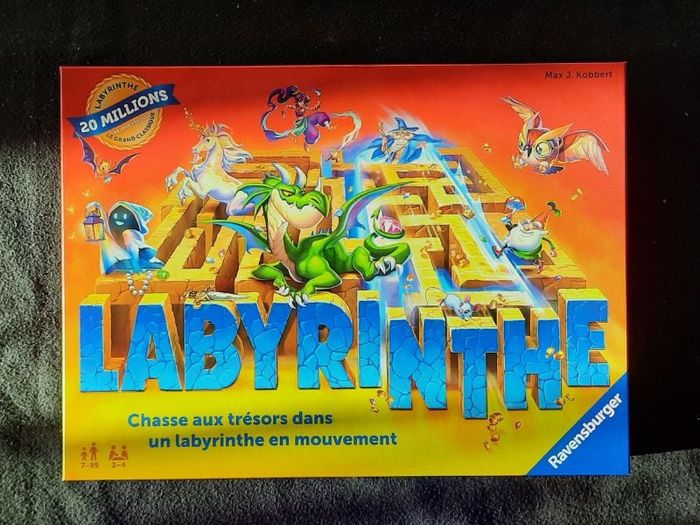 Max J. Kobbert
LABYRINTHE
20 MILLIONS
LE GRAND CLASSIQUE
LABYRINTHE
Chasse aux trésors dans
un labyrinthe en mouvement
7-99
2-4
Ravensburger